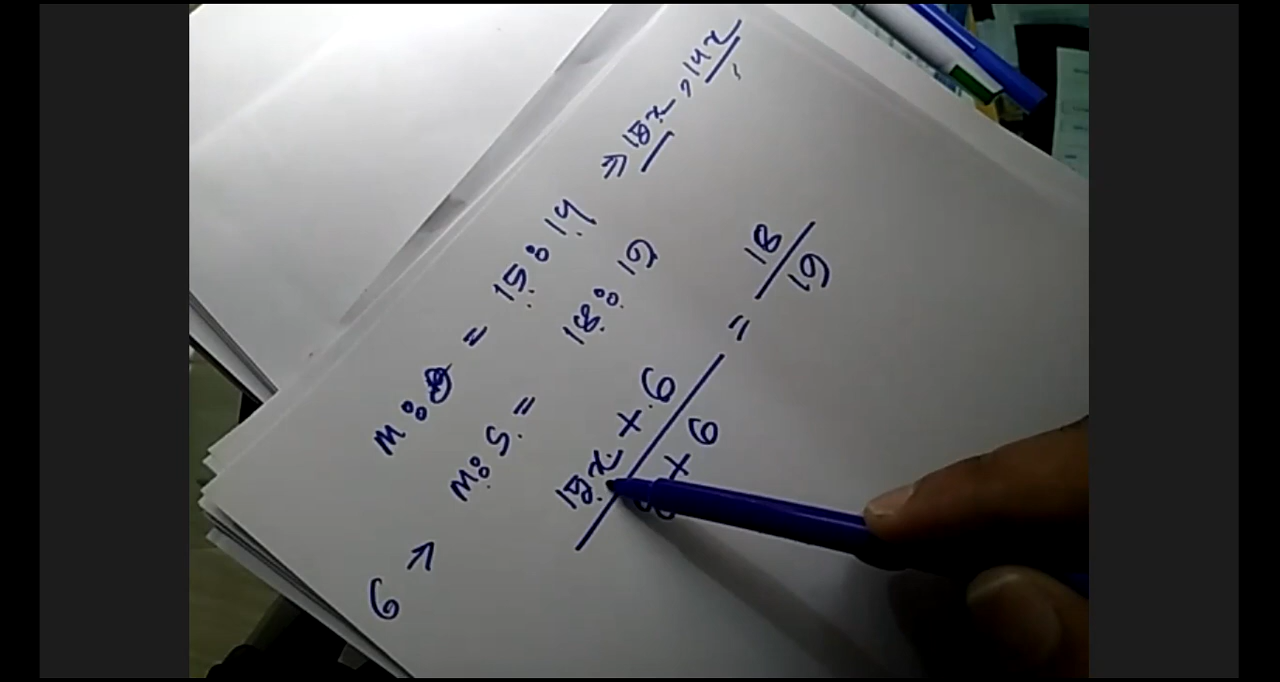 = 15 : 14 ⇒ 15x, 14x
M : S = 18 : 19
15x + 6 / + 6 = 18 / 19
6 >